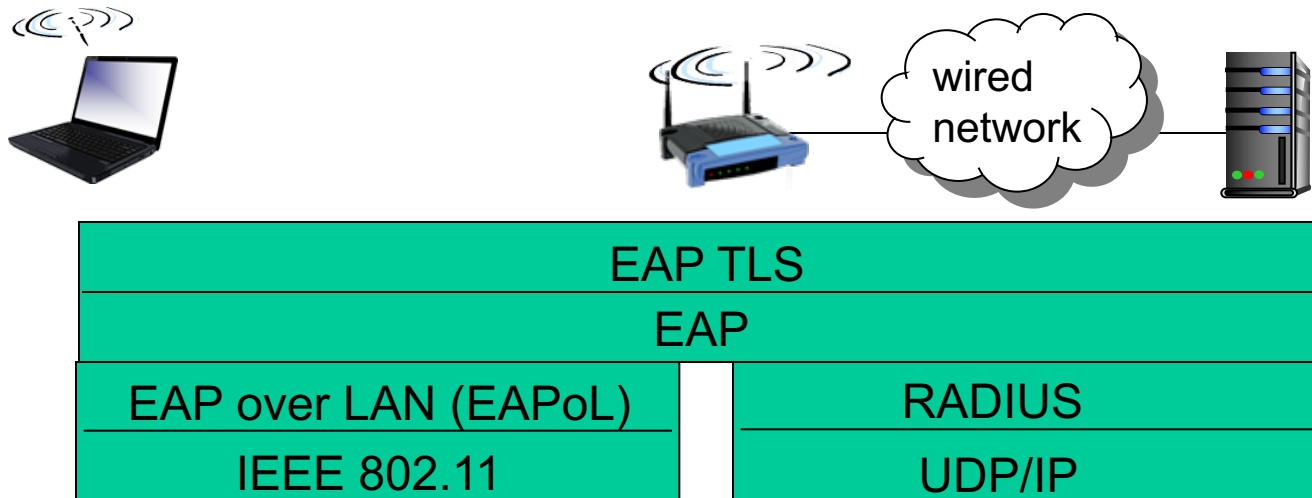 wired
network
EAP TLS
EAP
EAP over LAN (EAPoL)
RADIUS
IEEE 802.11
UDP/IP